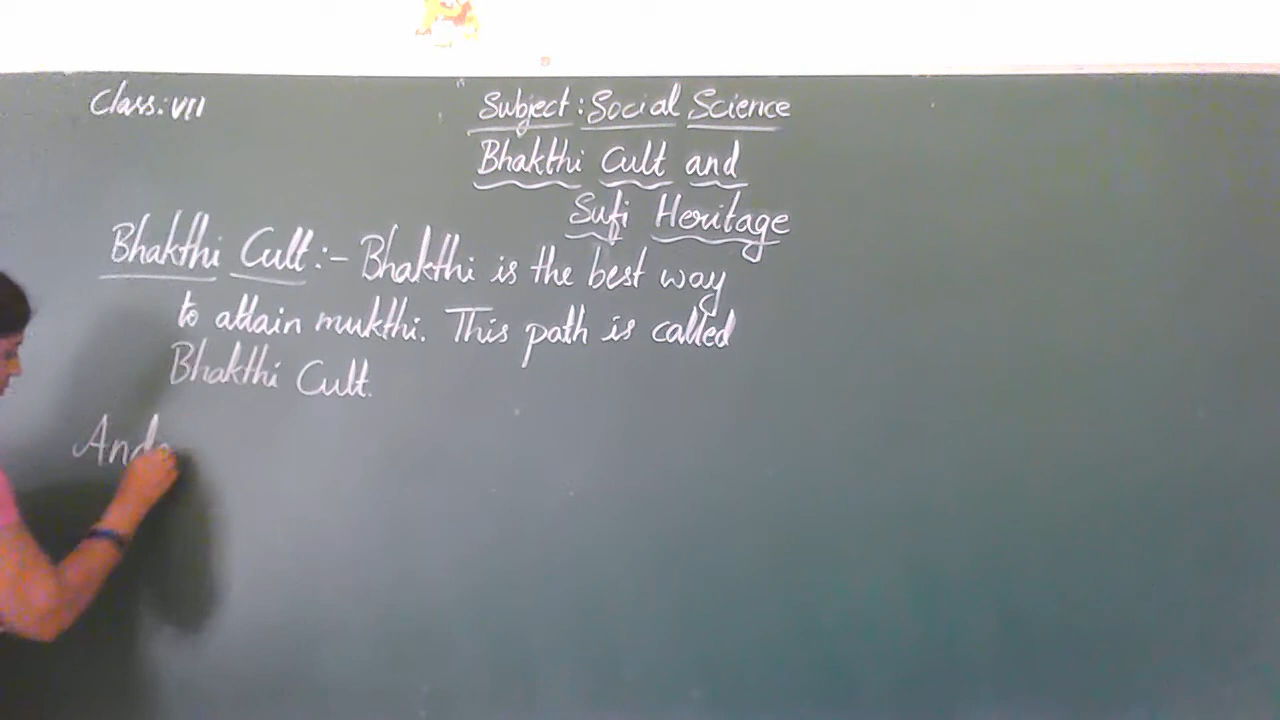 Class: VII
Subject: Social Science
Bhakthi Cult and
Sufi Heritage
Bhakthi Cult:- Bhakthi is the best way
to attain mukthi. This path is called
Bhakthi Cult.